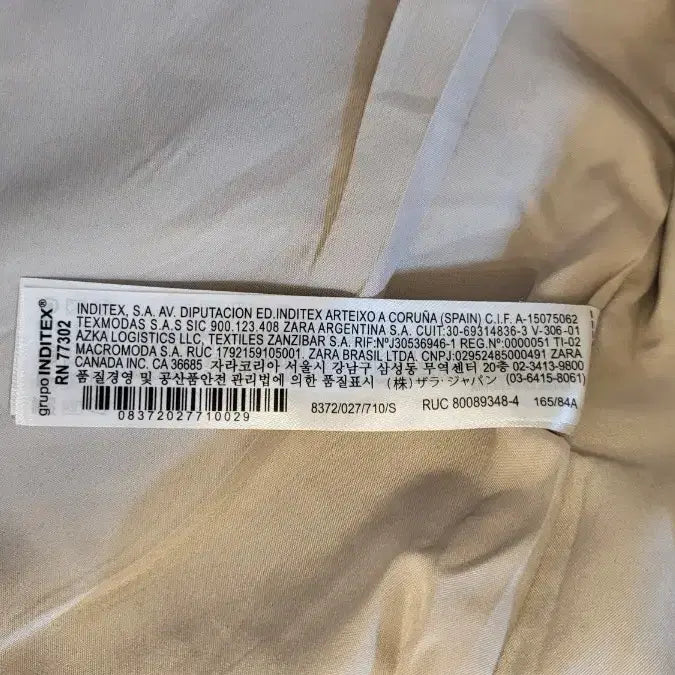 grupo INDITEX®
RN 77302
INDITEX, S.A. AV. DIPUTACION ED.INDITEX ARTEIXO A CORUÑA (SPAIN) C.I.F. A-15075062
TEXMODAS S.A.S SIC 900.123.408 ZARA ARGENTINA S.A. CUIT:30-69314836-3 V-306-01
AZKA LOGISTICS LLC, TEXTILES ZANZIBAR S.A. RIF:NºJ30536946-1 REG.Nº:0000051 TI-02
MACROMODA S.A. RUC 1792159105001. ZARA BRASIL LTDA. CNPJ:02952485000491 ZARA
CANADA INC. CA 36685 자라코리아 서울시 강남구 삼성동 무역센터 20층 02-3413-9800
품질경영 및 공산품안전 관리법에 의한 품질표시 (株) ザラ・ジャパン (03-6415-8061)
08372027710029
8372/027/710/S RUC 80089348-4 165/84A